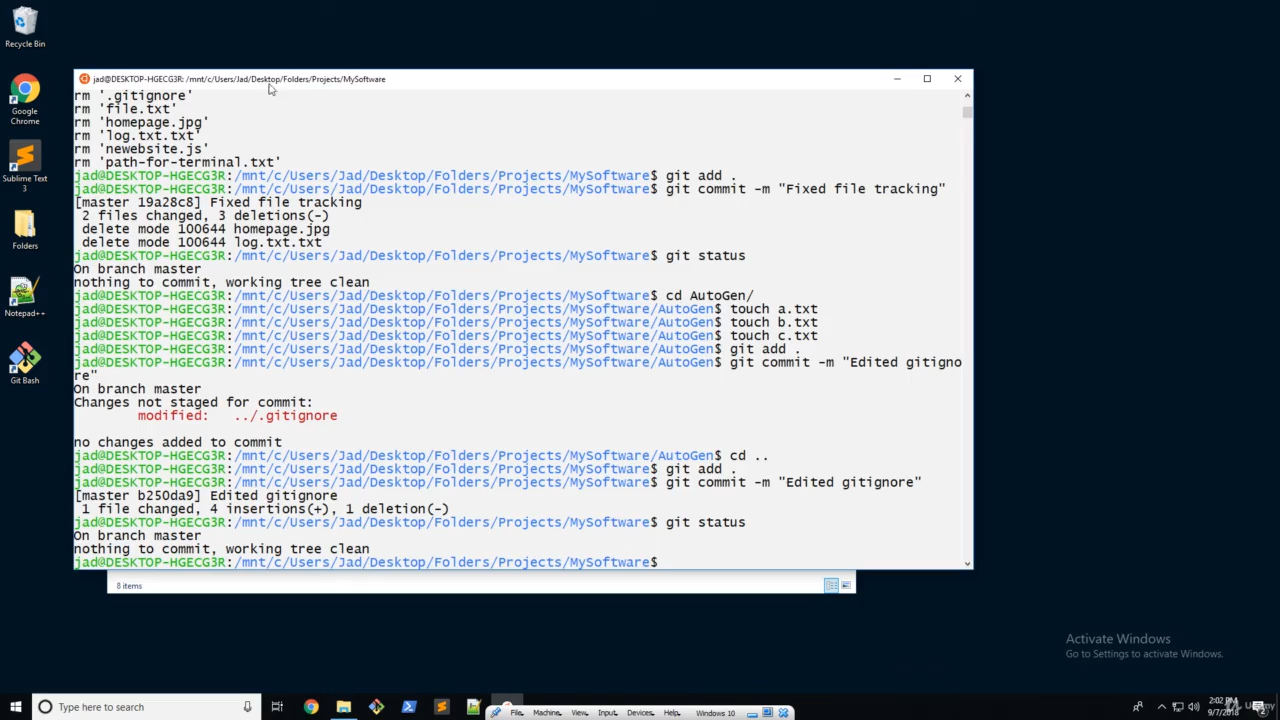 Recycle Bin
Google
Chrome
Sublime Text
3
Folders
Notepad++
Git Bash
jad@DESKTOP-HGECG3R: /mnt/c/Users/Jad/Desktop/Folders/Projects/MySoftware
rm '.gitignore'
rm 'file.txt'
rm 'homepage.jpg'
rm 'log.txt.txt'
rm 'newebsite.js'
rm 'path-for-terminal.txt'
jad@DESKTOP-HGECG3R:/mnt/c/Users/Jad/Desktop/Folders/Projects/MySoftware$ git add .
jad@DESKTOP-HGECG3R:/mnt/c/Users/Jad/Desktop/Folders/Projects/MySoftware$ git commit -m "Fixed file tracking"
[master 19a28c8] Fixed file tracking
2 files changed, 3 deletions(-)
delete mode 100644 homepage.jpg
delete mode 100644 log.txt.txt
jad@DESKTOP-HGECG3R:/mnt/c/Users/Jad/Desktop/Folders/Projects/MySoftware$ git status
On branch master
nothing to commit, working tree clean
jad@DESKTOP-HGECG3R:/mnt/c/Users/Jad/Desktop/Folders/Projects/MySoftware$ cd AutoGen/
jad@DESKTOP-HGECG3R:/mnt/c/Users/Jad/Desktop/Folders/Projects/MySoftware/AutoGen$ touch a.txt
jad@DESKTOP-HGECG3R:/mnt/c/Users/Jad/Desktop/Folders/Projects/MySoftware/AutoGen$ touch b.txt
jad@DESKTOP-HGECG3R:/mnt/c/Users/Jad/Desktop/Folders/Projects/MySoftware/AutoGen$ touch c.txt
jad@DESKTOP-HGECG3R:/mnt/c/Users/Jad/Desktop/Folders/Projects/MySoftware/AutoGen$ git add .
jad@DESKTOP-HGECG3R:/mnt/c/Users/Jad/Desktop/Folders/Projects/MySoftware/AutoGen$ git commit -m "Edited gitigno
re"
On branch master
Changes not staged for commit:
modified: ../.gitignore
no changes added to commit
jad@DESKTOP-HGECG3R:/mnt/c/Users/Jad/Desktop/Folders/Projects/MySoftware/AutoGen$ cd ..
jad@DESKTOP-HGECG3R:/mnt/c/Users/Jad/Desktop/Folders/Projects/MySoftware$ git add .
jad@DESKTOP-HGECG3R:/mnt/c/Users/Jad/Desktop/Folders/Projects/MySoftware$ git commit -m "Edited gitignore"
[master b250da9] Edited gitignore
1 file changed, 4 insertions(+), 1 deletion(-)
jad@DESKTOP-HGECG3R:/mnt/c/Users/Jad/Desktop/Folders/Projects/MySoftware$ git status
On branch master
nothing to commit, working tree clean
jad@DESKTOP-HGECG3R:/mnt/c/Users/Jad/Desktop/Folders/Projects/MySoftware$
8 items
Activate Windows
Go to Settings to activate Windows.
Type here to search
File Machine View Input Devices Help Windows 10
2:02 PM
9/7/2018
Udemy